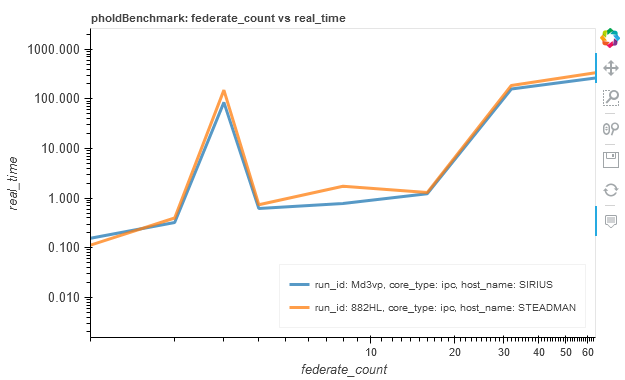 pholdBenchmark: federate_count vs real_time
1000.000
100.000
10.000
1.000
0.100
0.010
real_time
run_id: Md3vp, core_type: ipc, host_name: SIRIUS
run_id: 882HL, core_type: ipc, host_name: STEADMAN
10 20 30 40 50 60
federate_count